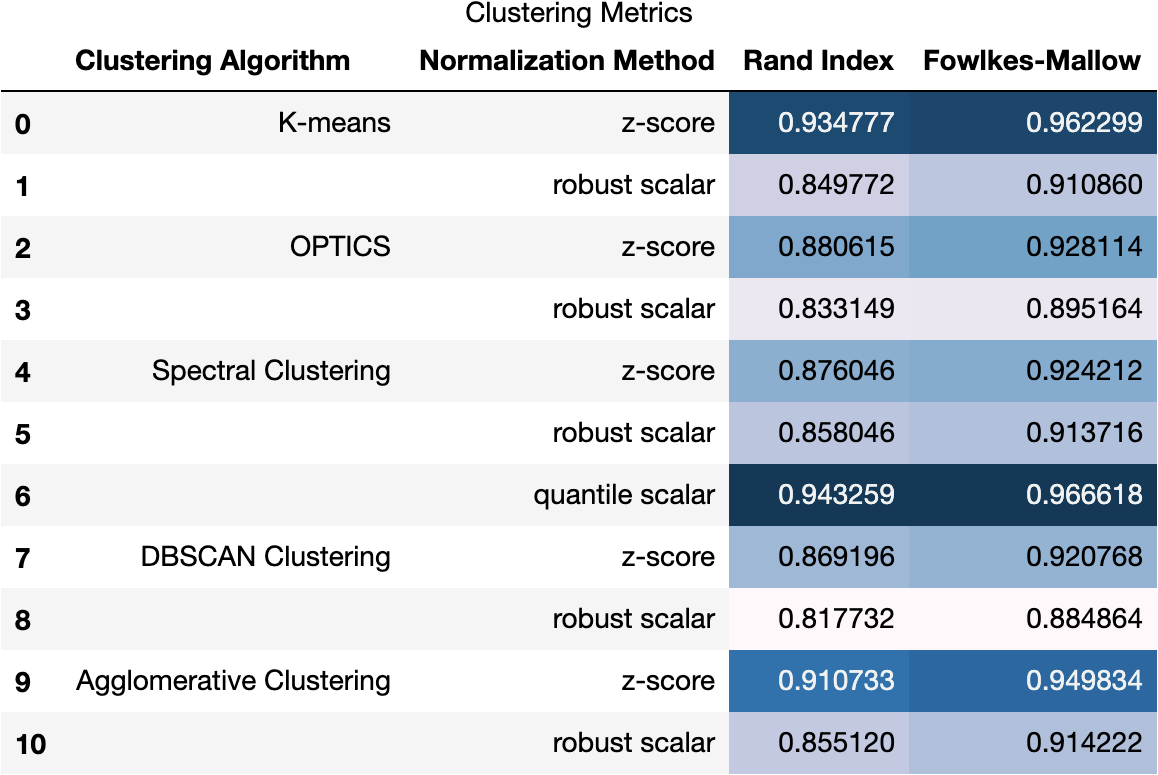 Clustering Metrics
Clustering Algorithm Normalization Method Rand Index Fowlkes-Mallow
0 K-means z-score 0.934777 0.962299
1 robust scalar 0.849772 0.910860
2 OPTICS z-score 0.880615 0.928114
3 robust scalar 0.833149 0.895164
4 Spectral Clustering z-score 0.876046 0.924212
5 robust scalar 0.858046 0.913716
6 quantile scalar 0.943259 0.966618
7 DBSCAN Clustering z-score 0.869196 0.920768
8 robust scalar 0.817732 0.884864
9 Agglomerative Clustering z-score 0.910733 0.949834
10 robust scalar 0.855120 0.914222